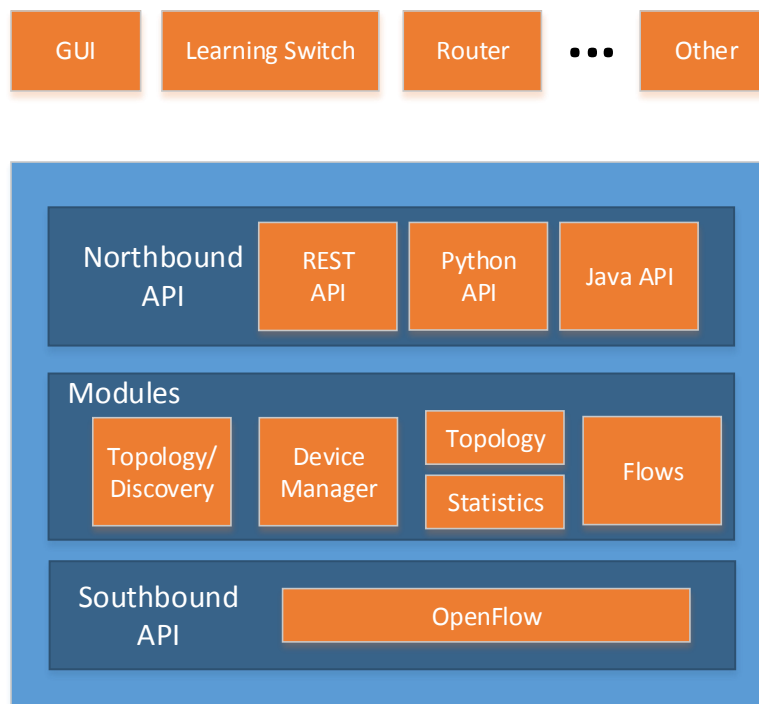 GUI
Learning Switch
Router
...
Other
Northbound
API
REST
API
Python
API
Java API
Modules
Topology/
Discovery
Device
Manager
Topology
Statistics
Flows
Southbound
API
OpenFlow